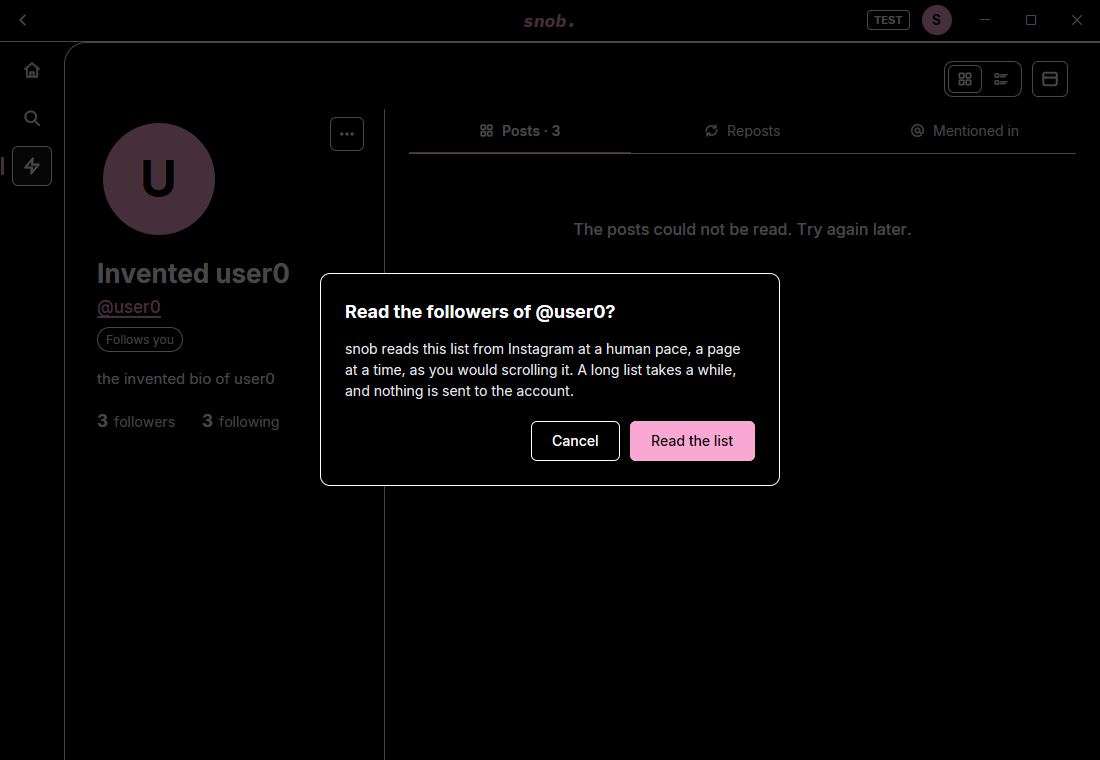 snob.
TEST
S
Posts · 3
Reposts
Mentioned in
U
The posts could not be read. Try again later.
Invented user0
@user0
Follows you
the invented bio of user0
3 followers 3 following
Read the followers of @user0?
snob reads this list from Instagram at a human pace, a page
at a time, as you would scrolling it. A long list takes a while,
and nothing is sent to the account.
Cancel
Read the list